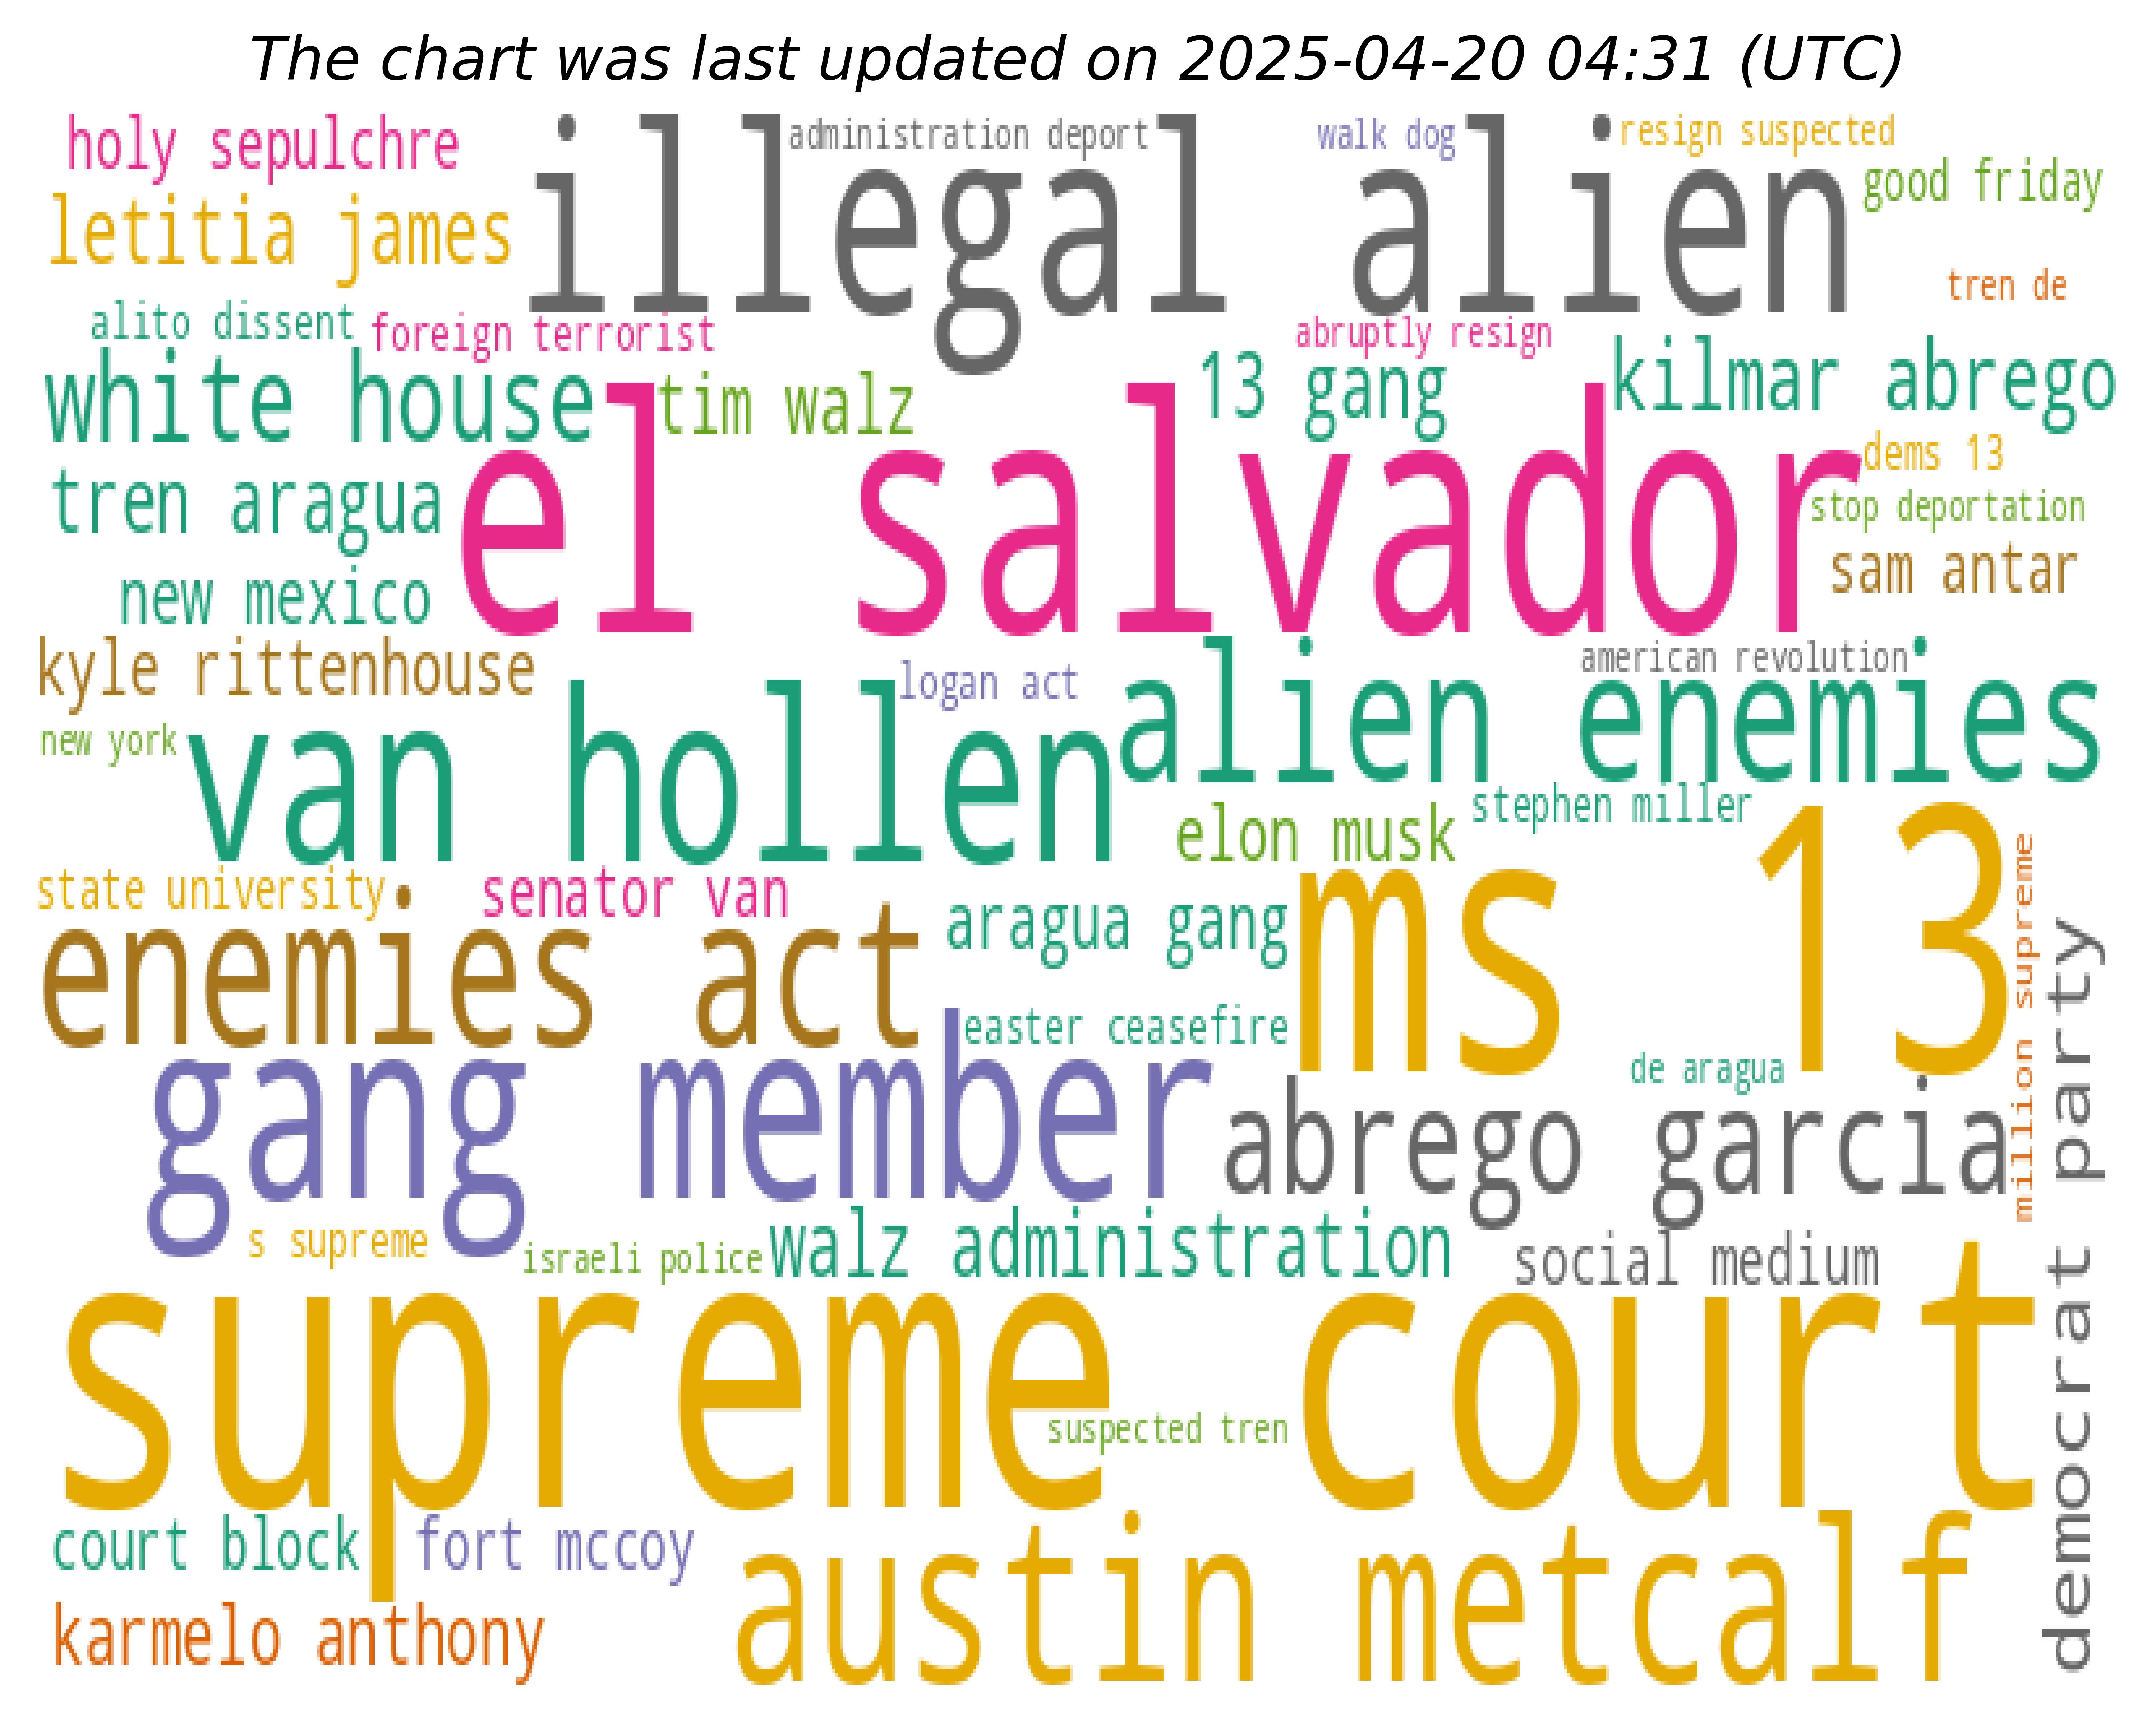 The chart was last updated on 2025-04-20 04:31 (UTC)
holy sepulchre
illegal alien
administration deport
walk dog
resign suspected
good friday
letitia james
tren de
alito dissent
foreign terrorist
abruptly resign
white house
tim walz
13 gang
kilmar abrego
el salvador
dems 13
tren aragua
stop deportation
sam antar
new mexico
kyle rittenhouse
logan act
alien enemies
american revolution
new york
van hollen
elon musk
stephen miller
ms 13
million supreme
state university
senator van
aragua gang
enemies act
easter ceasefire
de aragua
democrat party
gang member
abrego garcia
s supreme
israeli police
walz administration
social medium
supreme court
suspected tren
court block
fort mccoy
austin metcalf
karmelo anthony